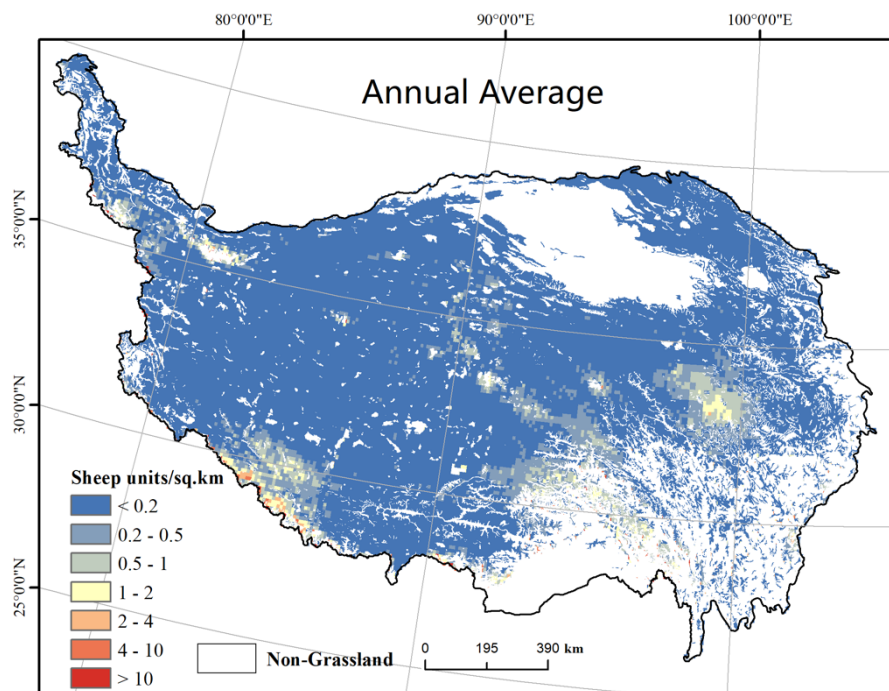 80°0'0"E 90°0'0"E 100°0'0"E
Annual Average
35°0'0"N
30°0'0"N
25°0'0"N
Sheep units/sq.km
< 0.2
0.2 - 0.5
0.5 - 1
1 - 2
2 - 4
4 - 10
> 10
Non-Grassland
0 195 390 km